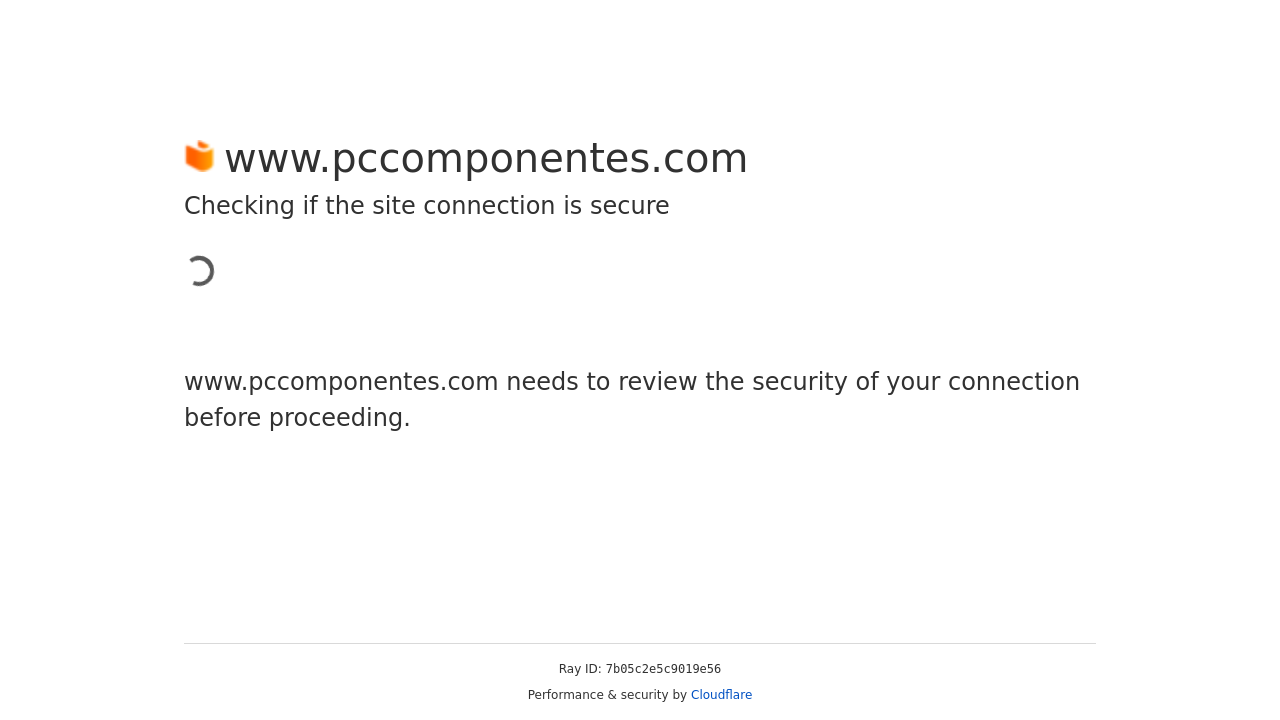 www.pccomponentes.com
Checking if the site connection is secure
www.pccomponentes.com needs to review the security of your connection
before proceeding.
Ray ID: 7b05c2e5c9019e56
Performance & security by Cloudflare